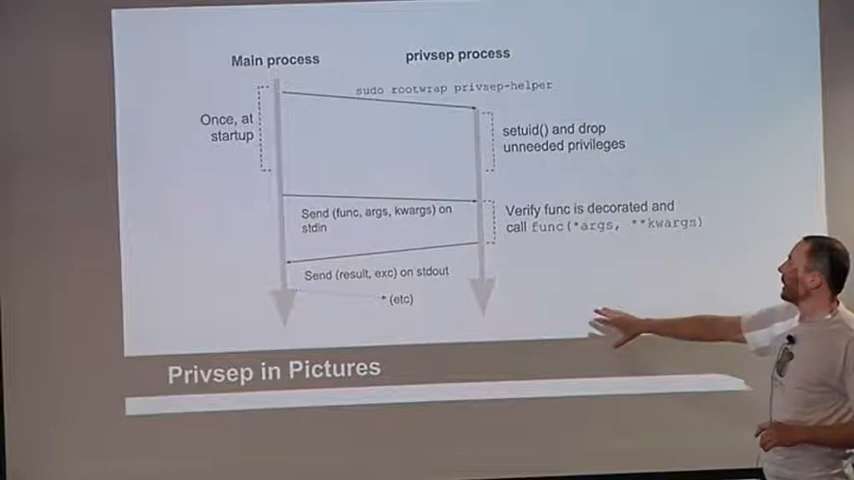 Main process
privsep process
sudo rootwrap privsep-helper
Once, at
startup
setuid() and drop
unneeded privileges
Send (func, args, kwargs) on
stdin
Verify func is decorated and
call func(*args, **kwargs)
Send (result, exc) on stdout
(etc)
Privsep in Pictures